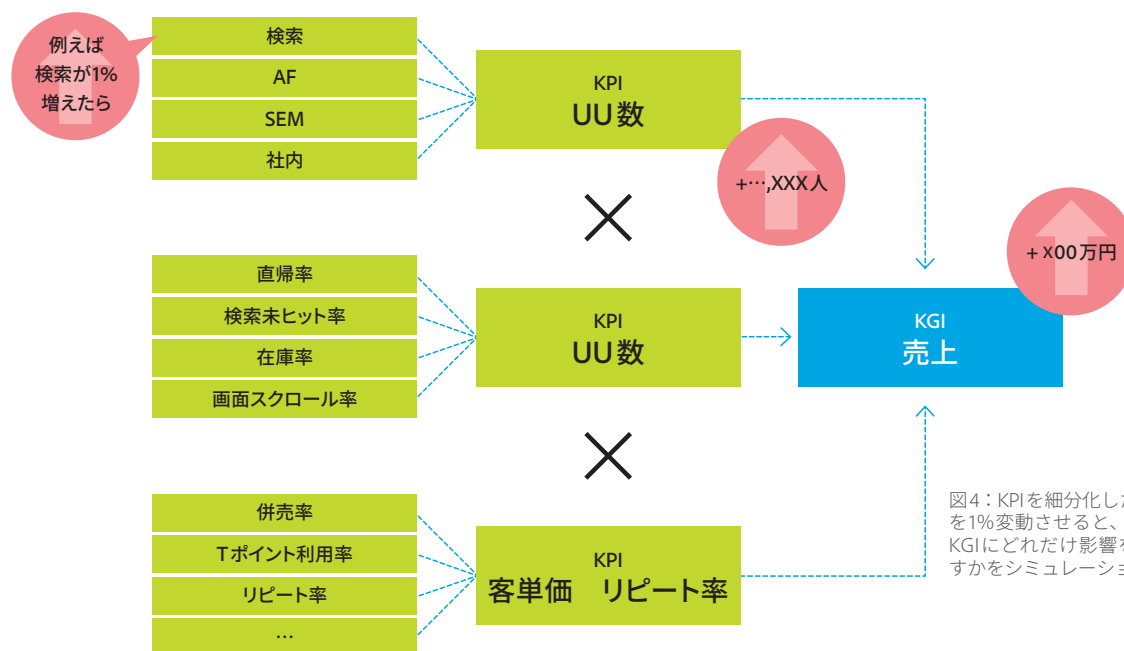 例えば
検索が1%
増えたら
検索
AF
SEM
社内
KPI
UU数
+…,XXX人
直帰率
検索未ヒット率
在庫率
画面スクロール率
KPI
UU数
KGI
売上
+x00万円
併売率
Tポイント利用率
リピート率
…
KPI
客単価 リピート率
図4：KPIを細分化した
を1%変動させると、
KGIにどれだけ影響を
すかをシミュレーショ